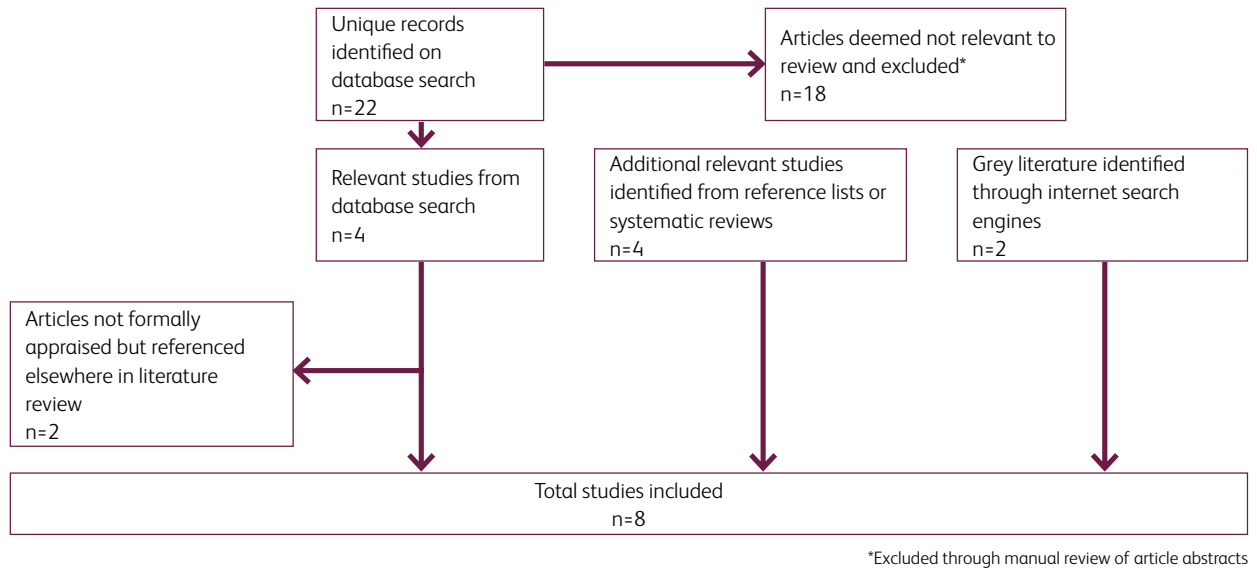 Unique records
identified on
database search
n=22
Articles deemed not relevant to
review and excluded*
n=18
Relevant studies from
database search
n=4
Additional relevant studies
identified from reference lists or
systematic reviews
n=4
Grey literature identified
through internet search
engines
n=2
Articles not formally
appraised but referenced
elsewhere in literature
review
n=2
Total studies included
n=8
*Excluded through manual review of article abstracts